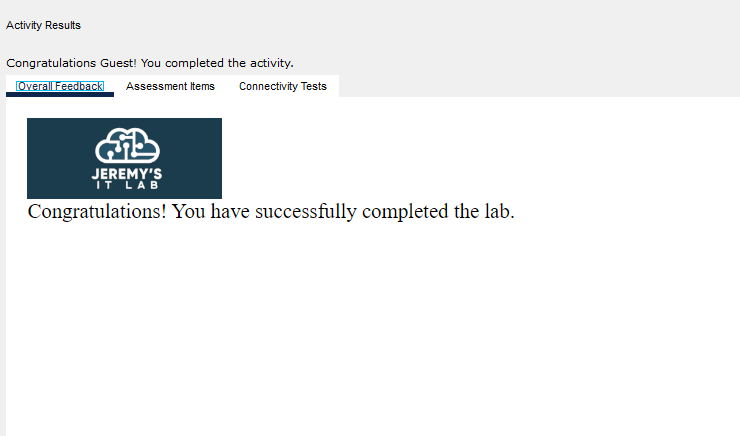 Activity Results
Congratulations Guest! You completed the activity.
Overall Feedback Assessment Items Connectivity Tests
JEREMY'S
IT LAB
Congratulations! You have successfully completed the lab.